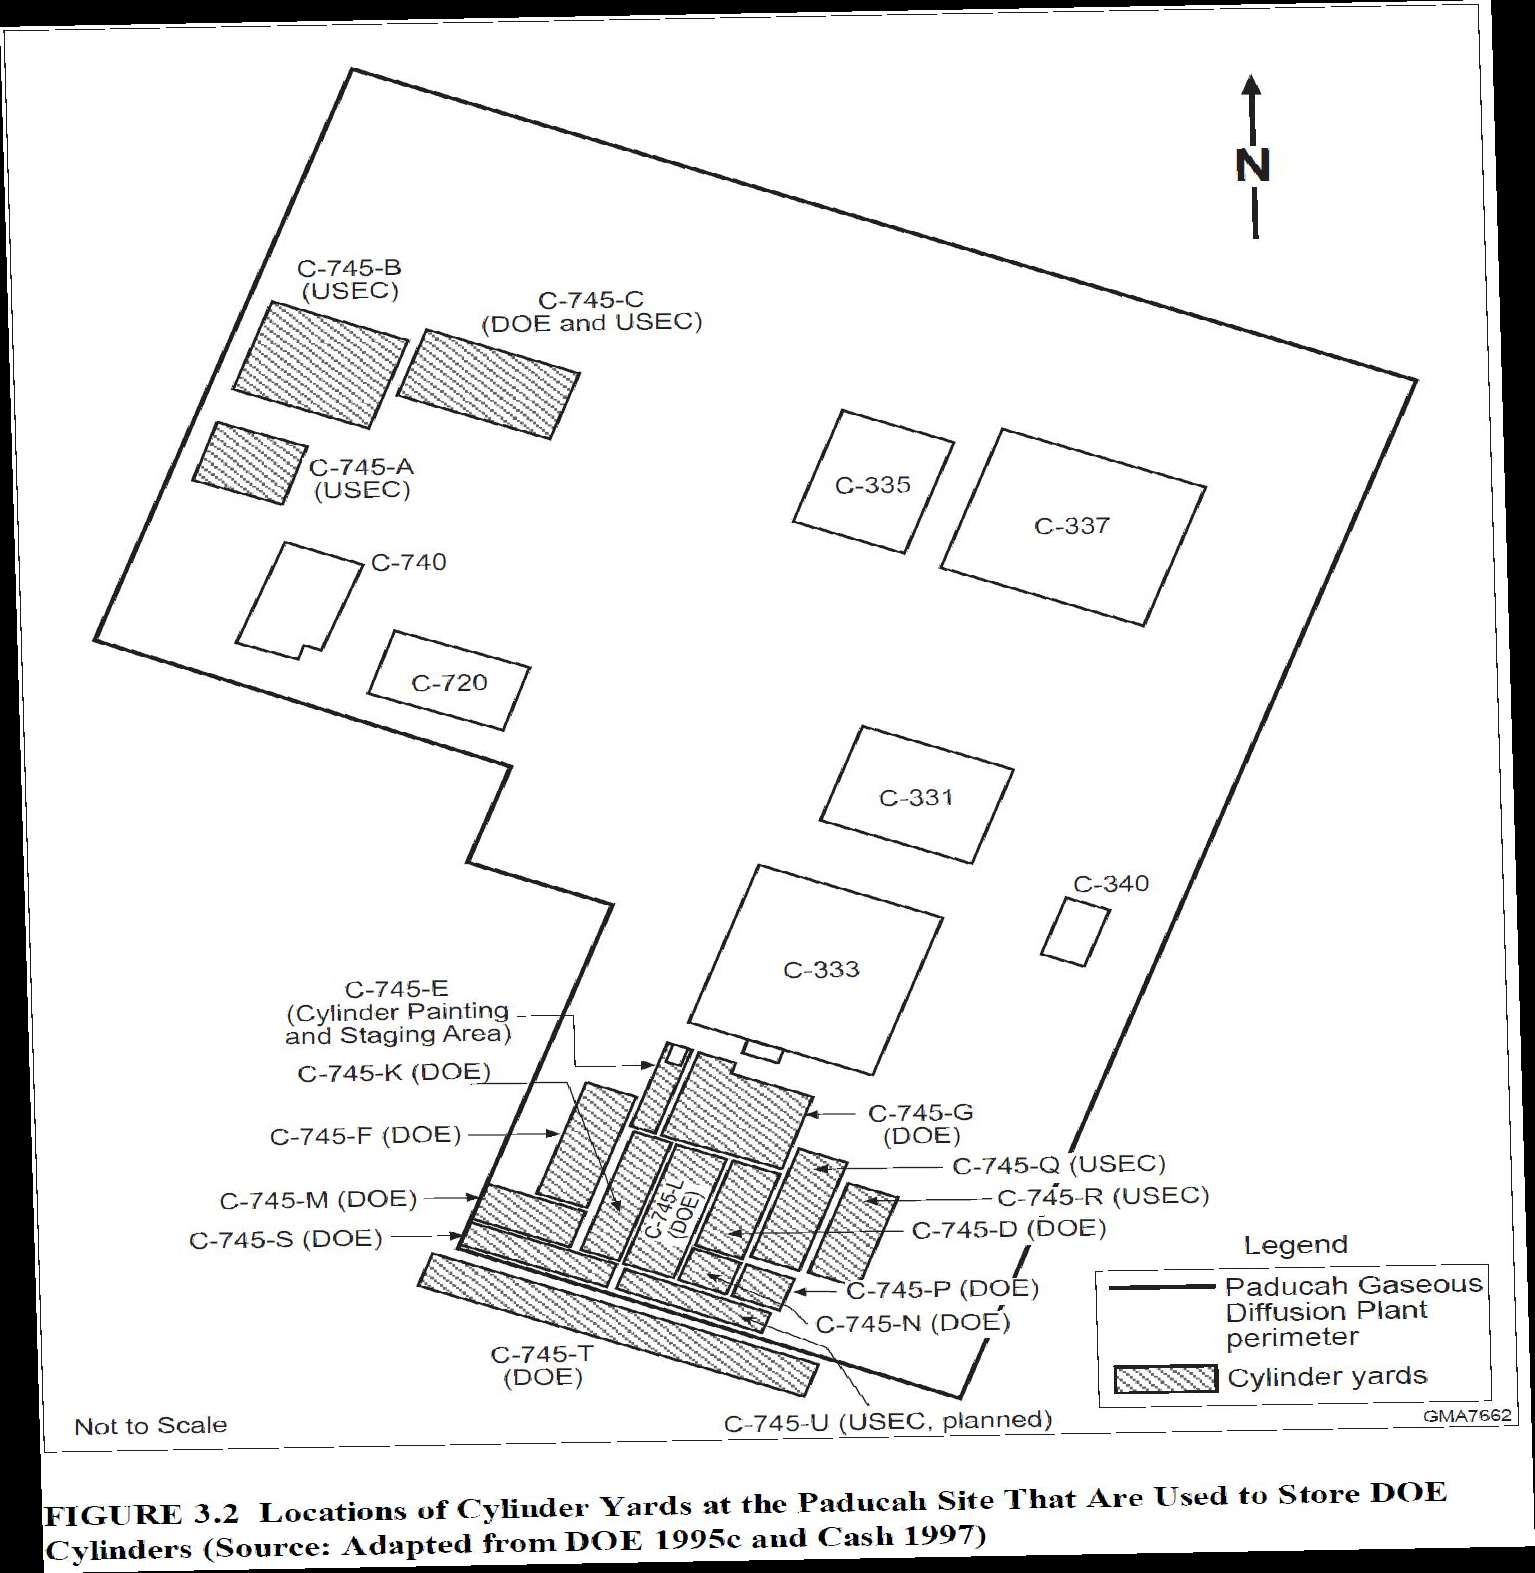 N
C-745-B
(USEC)
C-745-C
(DOE and USEC)
C-745-A
(USEC)
C-335
C-337
C-740
C-720
C-331
C-340
C-333
C-745-E
(Cylinder Painting
and Staging Area)
C-745-K (DOE)
C-745-G
(DOE)
C-745-F (DOE)
C-745-Q (USEC)
C-745-L
(DOE)
C-745-R (USEC)
C-745-M (DOE)
C-745-D (DOE)
C-745-S (DOE)
C-745-P (DOE)
C-745-N (DOE)
C-745-T
(DOE)
C-745-U (USEC, planned)
Legend
Paducah Gaseous
Diffusion Plant
perimeter
Cylinder yards
Not to Scale
GMA7662
FIGURE 3.2 Locations of Cylinder Yards at the Paducah Site That Are Used to Store DOE
Cylinders (Source: Adapted from DOE 1995c and Cash 1997)